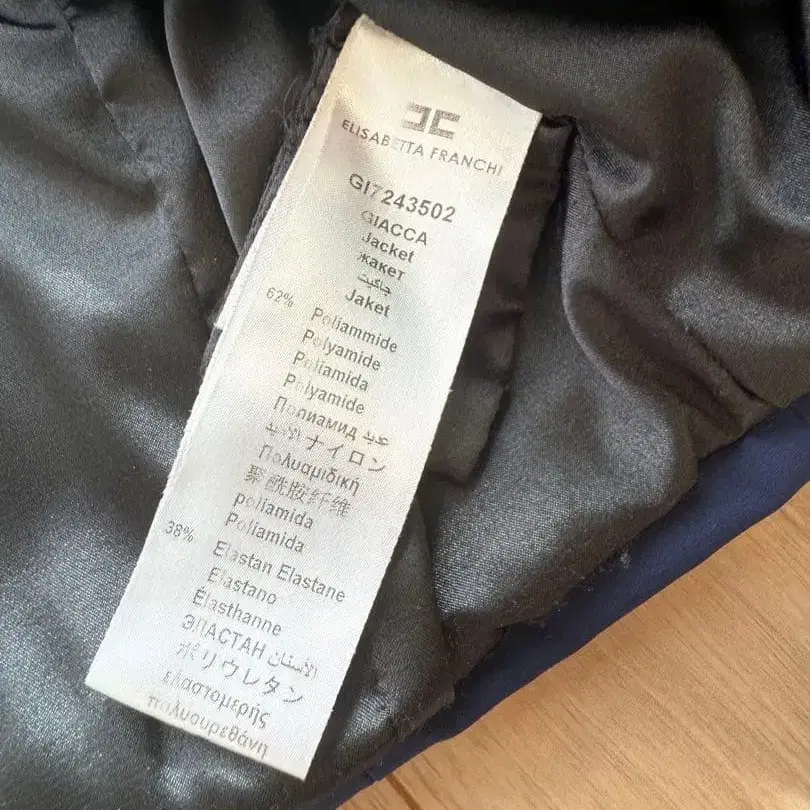 ELISABETTA FRANCHI
GI7243502
GIACCA
Jacket
Жакет
جاكيت
Jaket
62% Poliammide
Polyamide
Poliamida
Polyamide
Полиамид
ナイロン
Πολυαμιδική
聚酰胺纤维
poliamida
Poliamida
38% Elastan Elastane
Elastano
Élasthanne
ЭЛАСТАН الاستان
ポリウレタン
ελαστομερής
πολυουρεθάνη